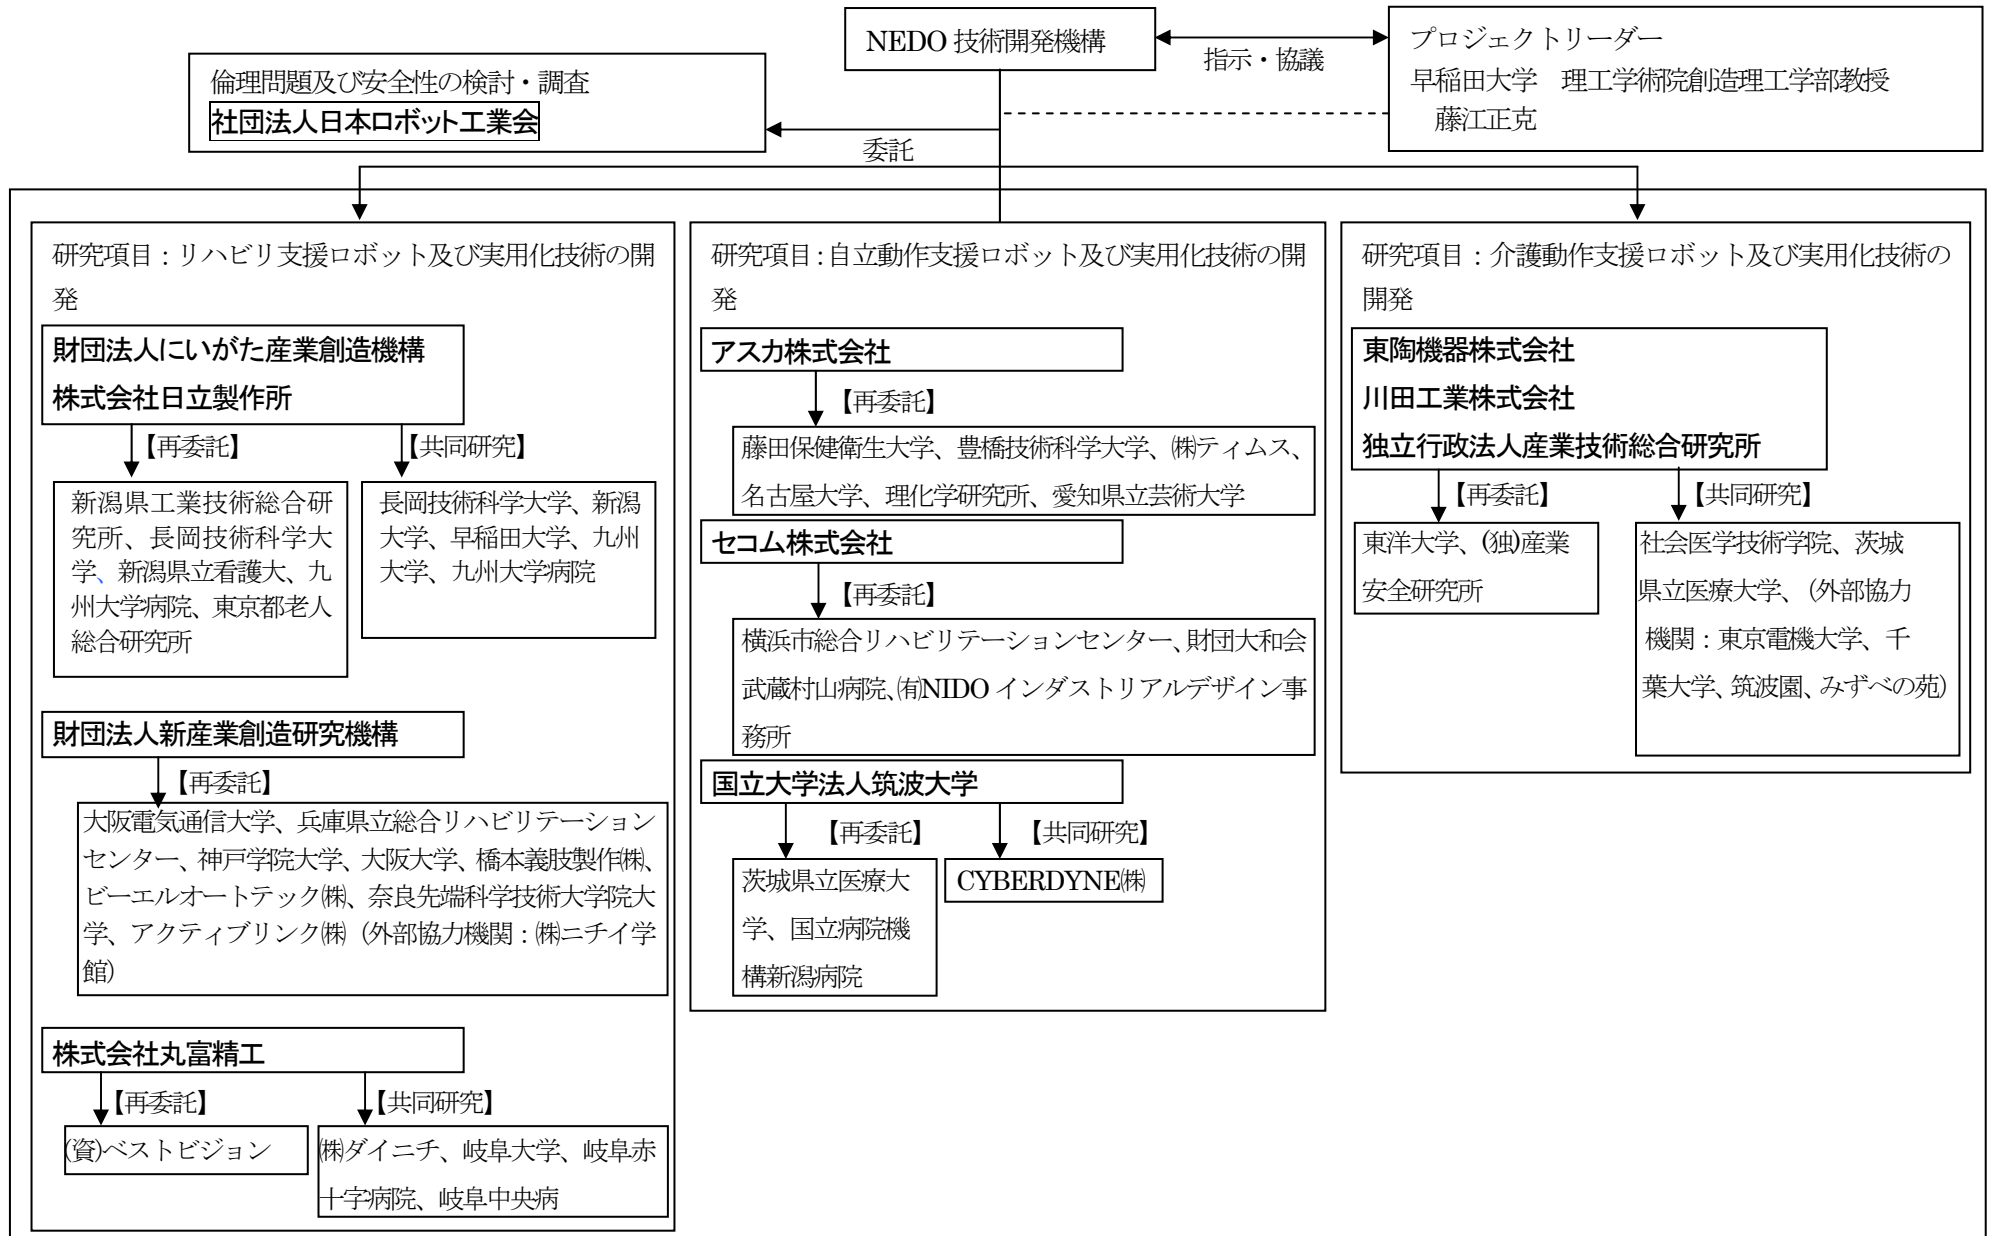 NEDO 技術開発機構
指示・協議
プロジェクトリーダー
早稲田大学　理工学術院創造理工学部教授
藤江正克
倫理問題及び安全性の検討・調査
社団法人日本ロボット工業会
委託
研究項目：リハビリ支援ロボット及び実用化技術の開
発
財団法人にいがた産業創造機構
株式会社日立製作所
【再委託】
【共同研究】
新潟県工業技術総合研
究所、長岡技術科学大
学、新潟県立看護大、九
州大学病院、東京都老人
総合研究所
長岡技術科学大学、新潟
大学、早稲田大学、九州
大学、九州大学病院
財団法人新産業創造研究機構
【再委託】
大阪電気通信大学、兵庫県立総合リハビリテーション
センター、神戸学院大学、大阪大学、橋本義肢製作㈱、
ビーエルオートテック㈱、奈良先端科学技術大学院大
学、アクティブリンク㈱（外部協力機関：㈱ニチイ学
館）
株式会社丸富精工
【再委託】
【共同研究】
(資)ベストビジョン
㈱ダイニチ、岐阜大学、岐阜赤
十字病院、岐阜中央病
研究項目：自立動作支援ロボット及び実用化技術の開
発
アスカ株式会社
【再委託】
藤田保健衛生大学、豊橋技術科学大学、㈱ティムス、
名古屋大学、理化学研究所、愛知県立芸術大学
セコム株式会社
【再委託】
横浜市総合リハビリテーションセンター、財団大和会
武蔵村山病院、㈲NIDO インダストリアルデザイン事
務所
国立大学法人筑波大学
【再委託】
【共同研究】
茨城県立医療大
学、国立病院機
構新潟病院
CYBERDYNE㈱
研究項目：介護動作支援ロボット及び実用化技術の
開発
東陶機器株式会社
川田工業株式会社
独立行政法人産業技術総合研究所
【再委託】
【共同研究】
東洋大学、(独)産業
安全研究所
社会医学技術学院、茨城
県立医療大学、（外部協力
機関：東京電機大学、千
葉大学、筑波園、みずべの苑）